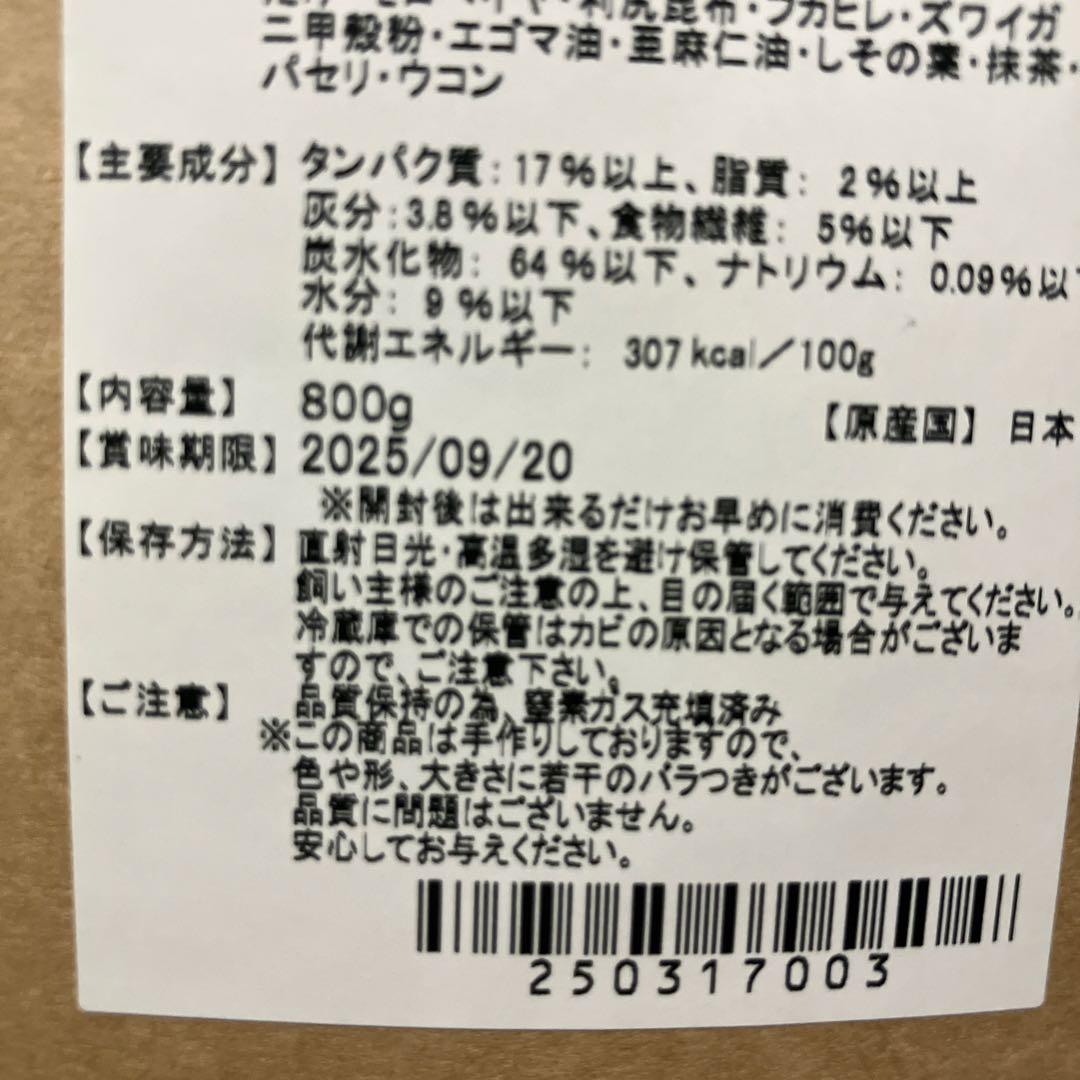 利尻昆布・フカヒレ・ズワイガ
ニ甲殻粉・エゴマ油・亜麻仁油・しその葉・抹茶・
パセリ・ウコン
【主要成分】 タンパク質: 17%以上、脂質: 2%以上
灰分:3.8%以下、食物繊維: 5%以下
炭水化物: 64%以下、ナトリウム: 0.09%以下
水分: 9%以下
代謝エネルギー: 307kcal/100g
【内容量】 800g 【原産国】 日本
【賞味期限】 2025/09/20
※開封後は出来るだけお早めに消費ください。
【保存方法】 直射日光・高温多湿を避け保管してください。
飼い主様のご注意の上、目の届く範囲で与えてください。
冷蔵庫での保管はカビの原因となる場合がございま
すので、ご注意下さい。
【ご注意】 品質保持の為、窒素ガス充填済み
※この商品は手作りしておりますので、
色や形、大きさに若干のバラつきがございます。
品質に問題はございません。
安心してお与えください。
250317003